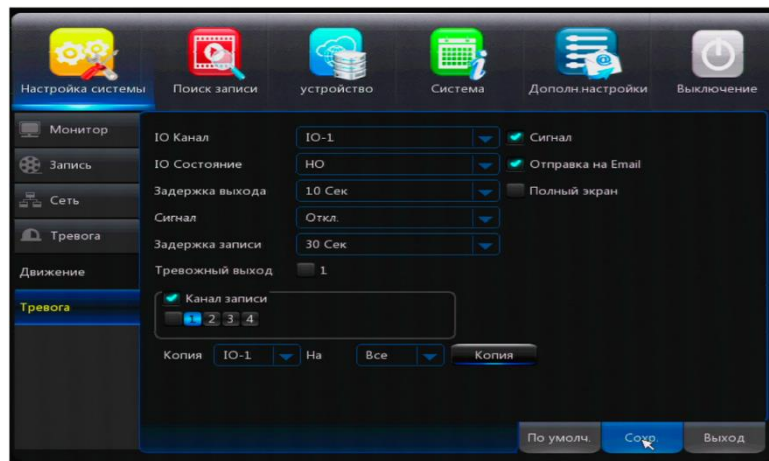 Настройка системы Поиск записи устройство Система Дополн.настройки Выключение
Монитор
Запись
Сеть
Тревога
Движение
Тревога
IO Канал IO-1 Сигнал
IO Состояние НО Отправка на Email
Задержка выхода 10 Сек Полный экран
Сигнал Откл.
Задержка записи 30 Сек
Тревожный выход 1
Канал записи
1 2 3 4
Копия IO-1 На Все Копия
По умолч. Сохр. Выход